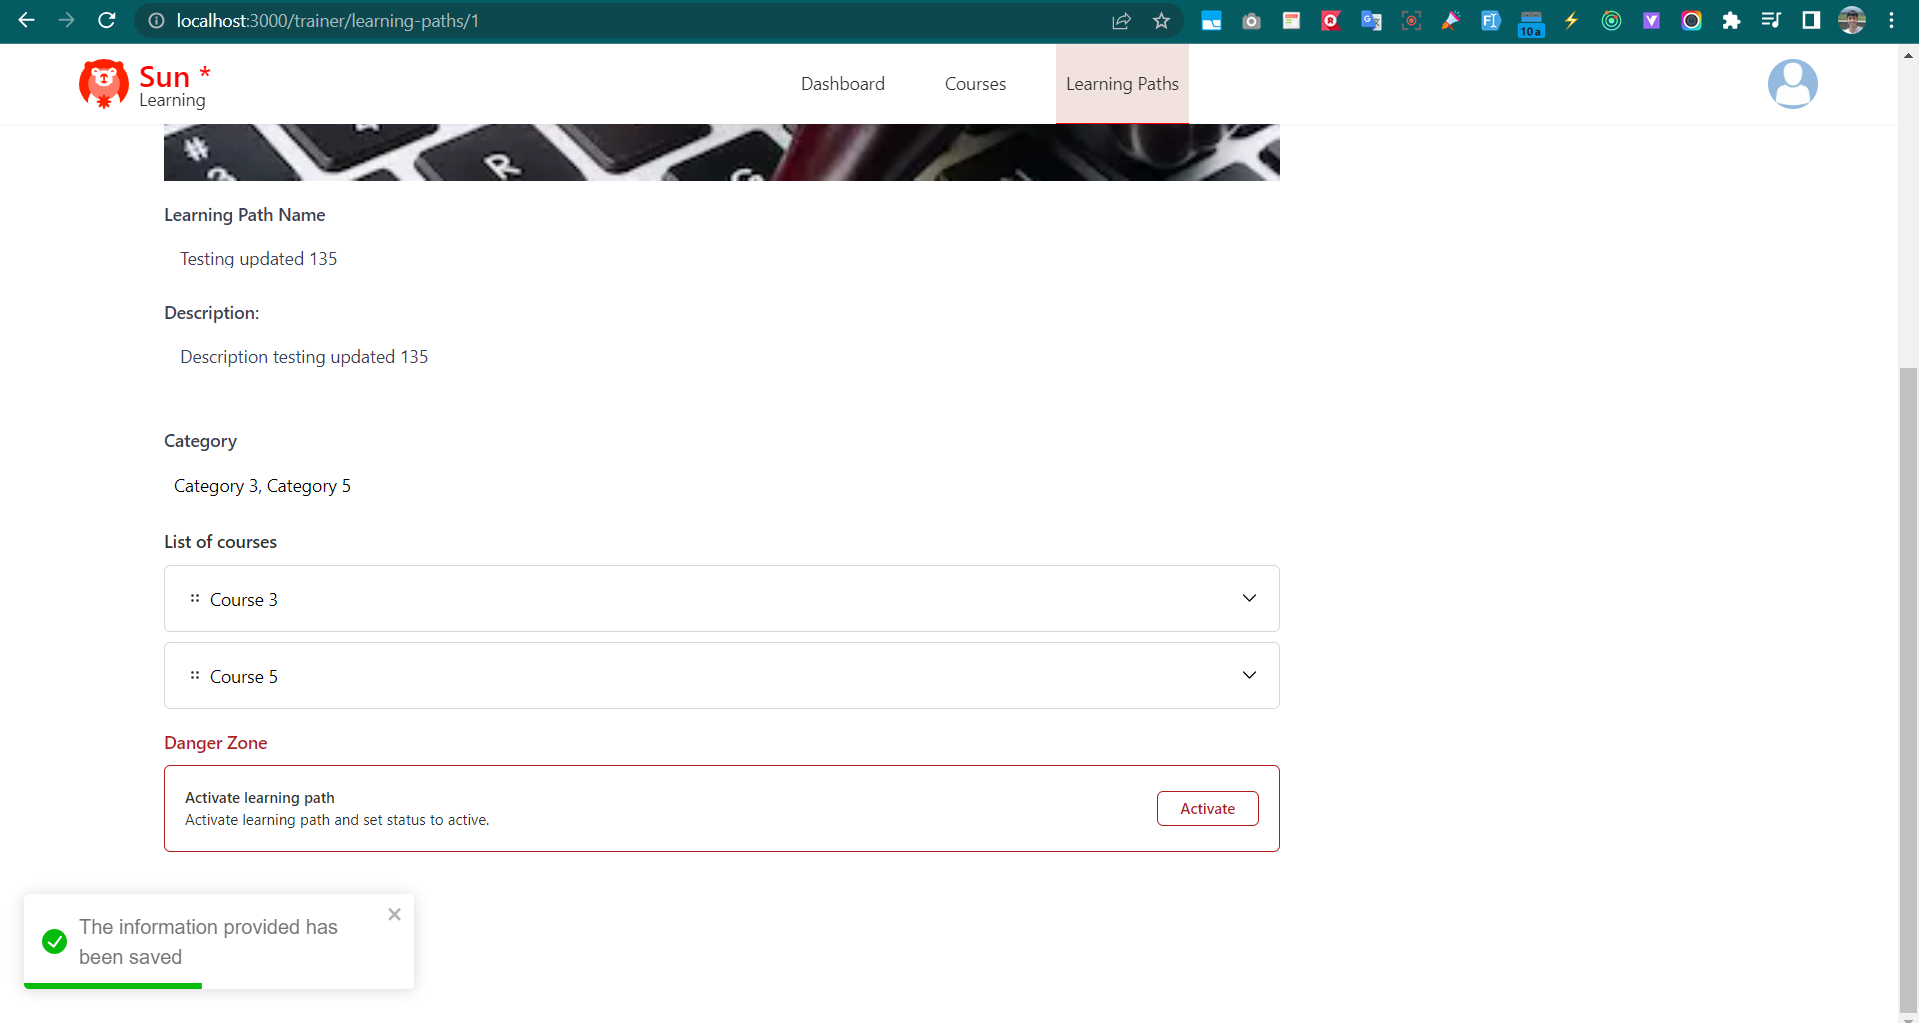 localhost:3000/trainer/learning-paths/1
10 a
Sun *
Learning
Dashboard
Courses
Learning Paths
#
R
Learning Path Name
Testing updated 135
Description:
Description testing updated 135
Category
Category 3, Category 5
List of courses
Course 3
Course 5
Danger Zone
Activate learning path
Activate learning path and set status to active.
Activate
The information provided has
been saved